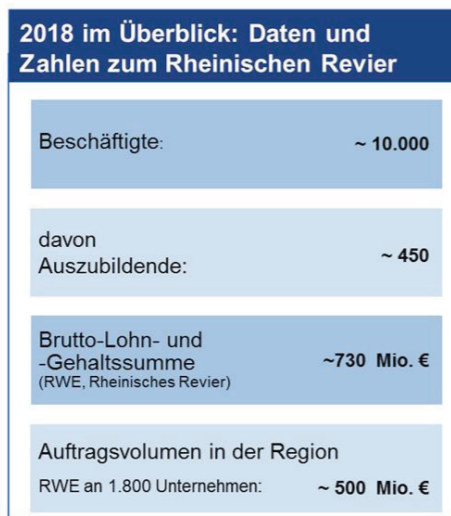 2018 im Überblick: Daten und
Zahlen zum Rheinischen Revier
Beschäftigte: ~ 10.000
davon
Auszubildende: ~ 450
Brutto-Lohn- und
-Gehaltssumme ~730 Mio. €
(RWE, Rheinisches Revier)
Auftragsvolumen in der Region
RWE an 1.800 Unternehmen: ~ 500 Mio. €